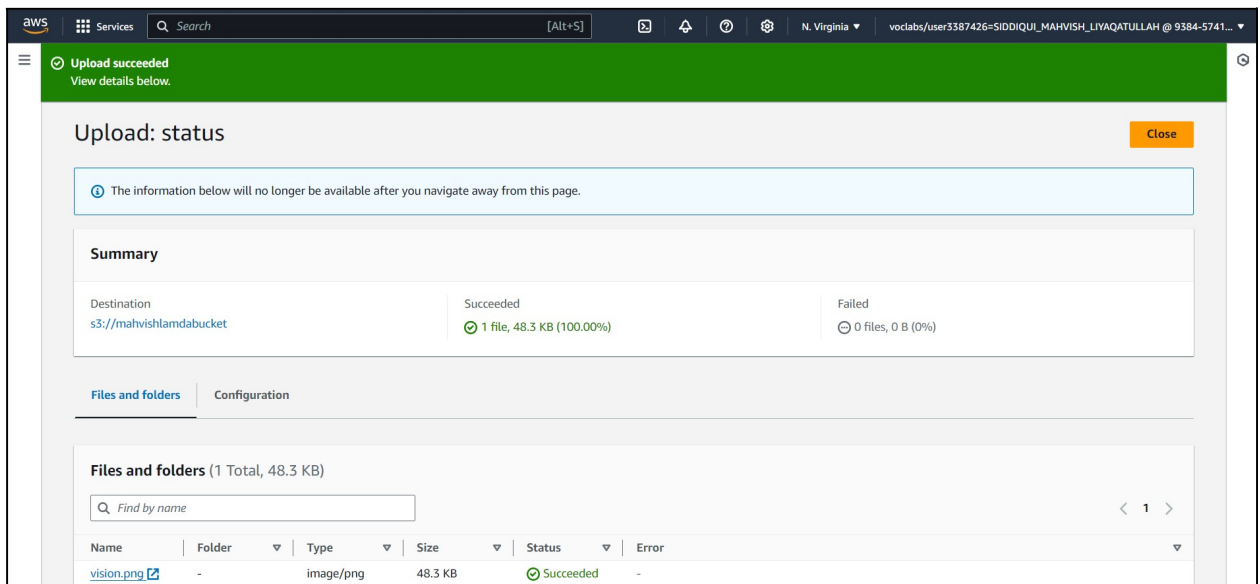 aws Services Search [Alt+S] N. Virginia voclabs/user3387426=SIDDIQUI_MAHVISH_LIYAQATULLAH @ 9384-5741...
Upload succeeded
View details below.
Upload: status Close
The information below will no longer be available after you navigate away from this page.
Summary
Destination Succeeded Failed
s3://mahvishlamdabucket 1 file, 48.3 KB (100.00%) 0 files, 0 B (0%)
Files and folders Configuration
Files and folders (1 Total, 48.3 KB)
Find by name 1
Name Folder Type Size Status Error
vision.png - image/png 48.3 KB Succeeded -